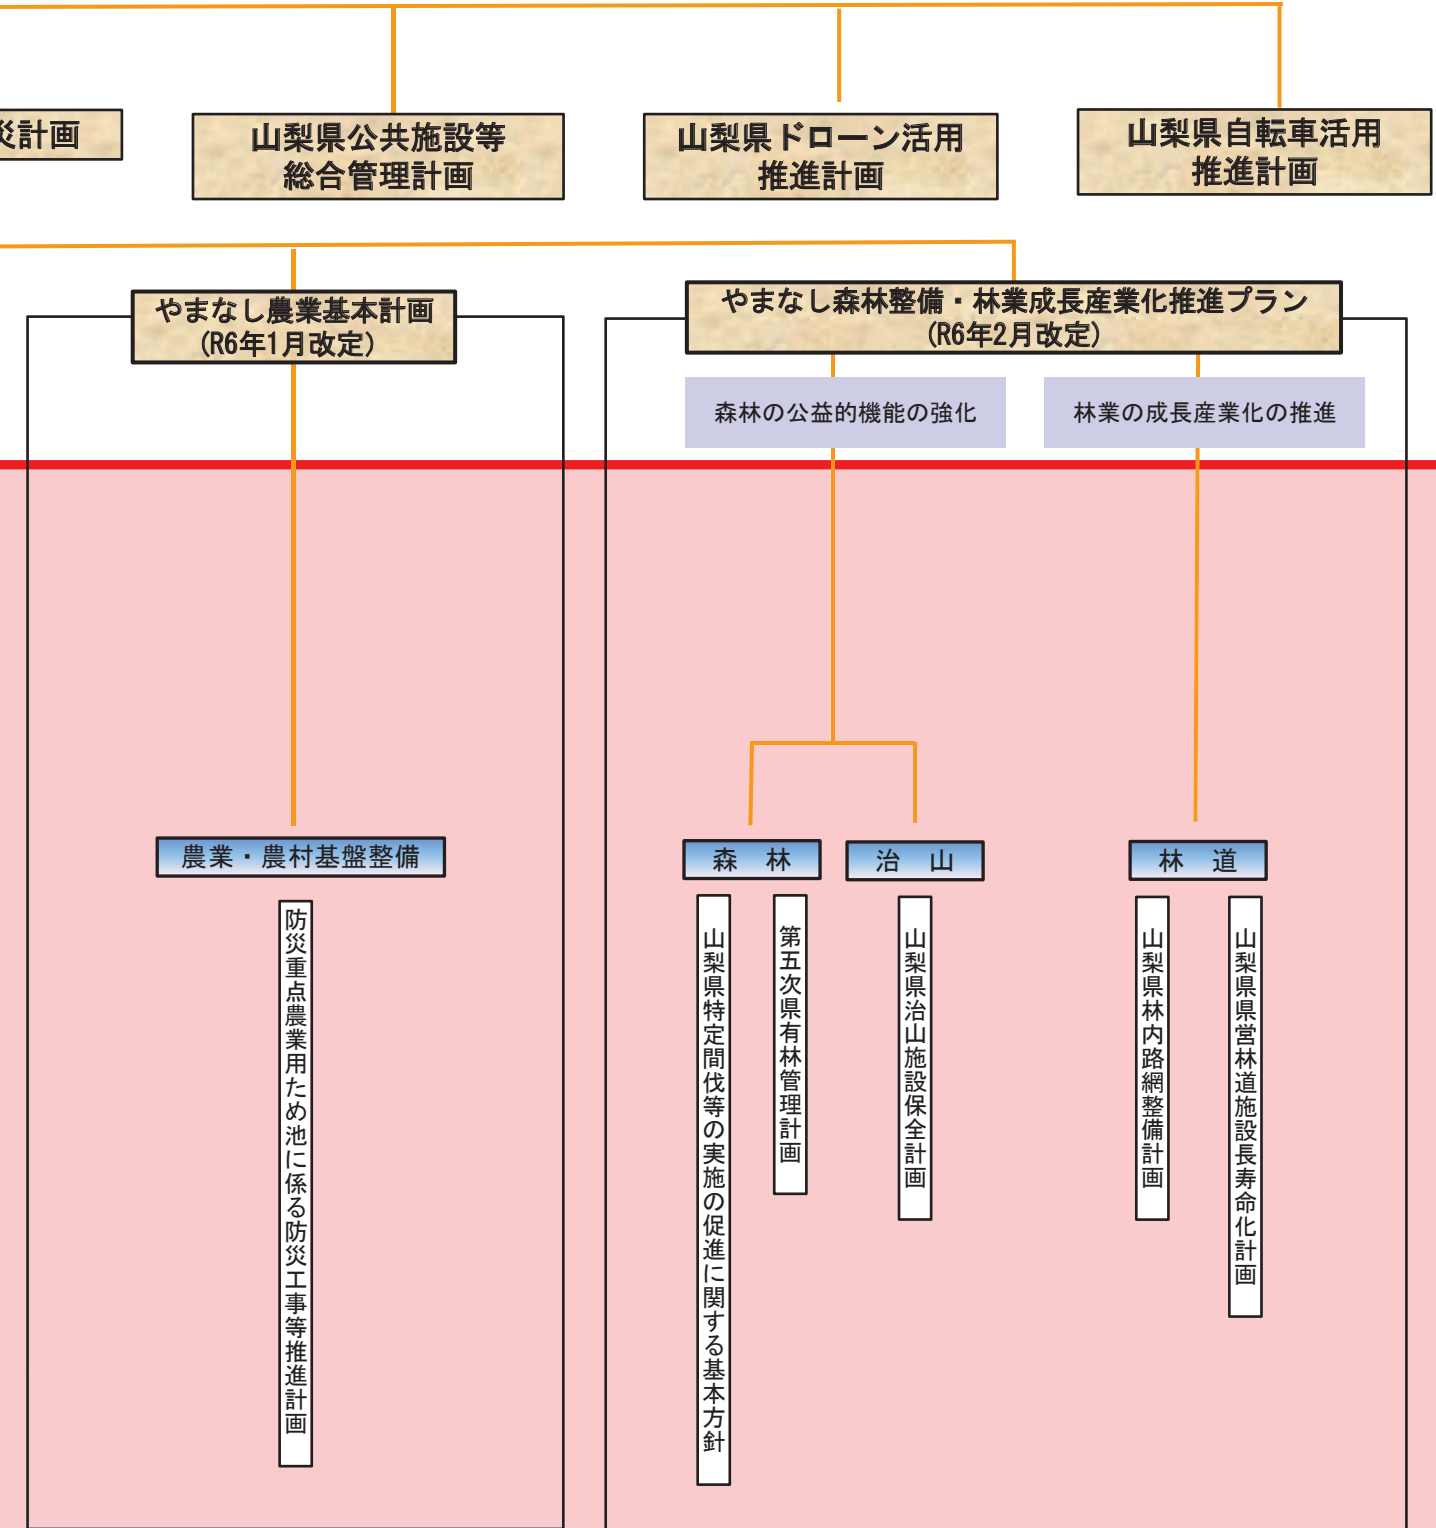 災計画
山梨県公共施設等
総合管理計画
山梨県ドローン活用
推進計画
山梨県自転車活用
推進計画
やまなし農業基本計画
(R6年1月改定)
やまなし森林整備・林業成長産業化推進プラン
(R6年2月改定)
森林の公益的機能の強化
林業の成長産業化の推進
農業・農村基盤整備
防災重点農業用ため池に係る防災工事等推進計画
森　林
山梨県特定間伐等の実施の促進に関する基本方針
第五次県有林管理計画
治　山
山梨県治山施設保全計画
林　道
山梨県林内路網整備計画
山梨県県営林道施設長寿命化計画